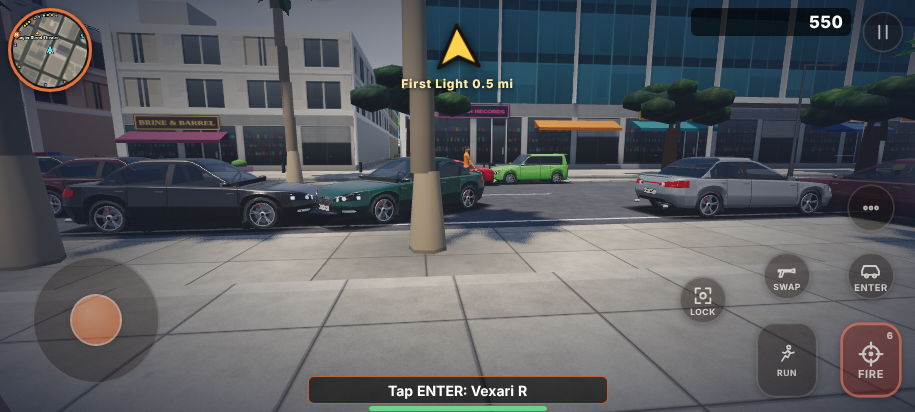 550
First Light 0.5 mi
BRINE & BARREL
RECORDS
SWAP
ENTER
LOCK
6
RUN
FIRE
Tap ENTER: Vexari R